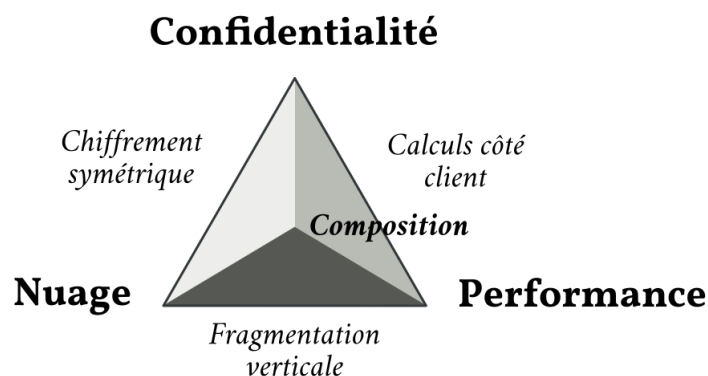 Confidentialité
Chiffrement
symétrique
Calculs côté
client
Composition
Nuage
Performance
Fragmentation
verticale